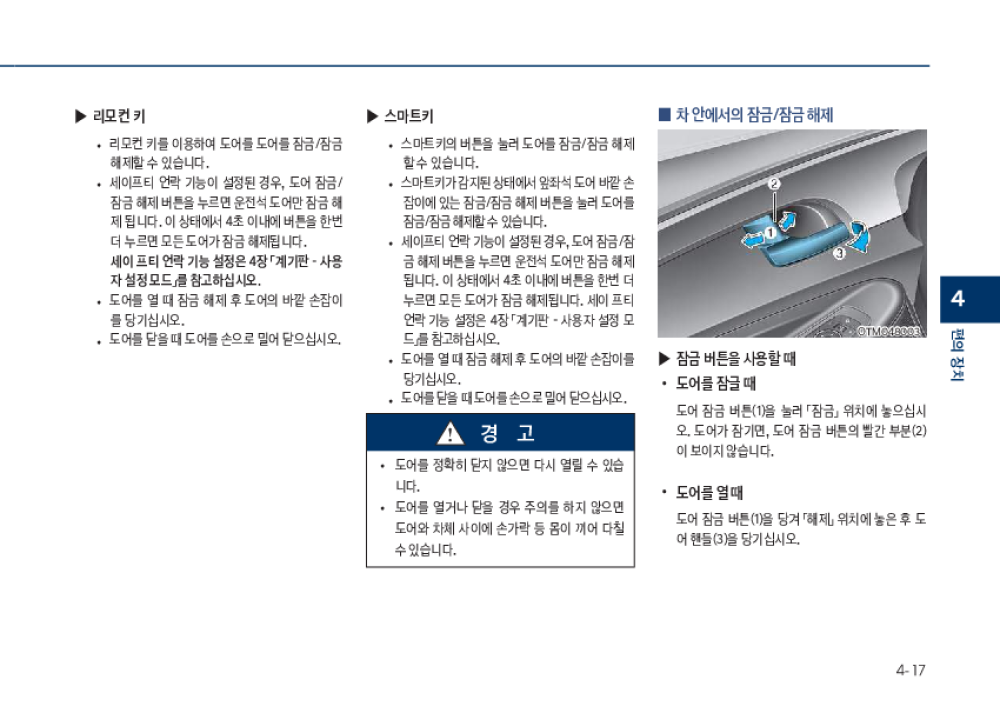 ▶ 리모컨 키
• 리모컨 키를 이용하여 도어를 도어를 잠금/잠금
해제할 수 있습니다.
• 세이프티 언락 기능이 설정된 경우, 도어 잠금/
잠금 해제 버튼을 누르면 운전석 도어만 잠금 해
제 됩니다. 이 상태에서 4초 이내에 버튼을 한번
더 누르면 모든 도어가 잠금 해제됩니다.
세이프티 언락 기능 설정은 4장 「계기판 - 사용
자 설정 모드」를 참고하십시오.
• 도어를 열 때 잠금 해제 후 도어의 바깥 손잡이
를 당기십시오.
• 도어를 닫을 때 도어를 손으로 밀어 닫으십시오.
▶ 스마트키
• 스마트키의 버튼을 눌러 도어를 잠금/잠금 해제
할 수 있습니다.
• 스마트키가 감지된 상태에서 앞좌석 도어 바깥 손
잡이에 있는 잠금/잠금 해제 버튼을 눌러 도어를
잠금/잠금 해제할 수 있습니다.
• 세이프티 언락 기능이 설정된 경우, 도어 잠금/잠
금 해제 버튼을 누르면 운전석 도어만 잠금 해제
됩니다. 이 상태에서 4초 이내에 버튼을 한번 더
누르면 모든 도어가 잠금 해제됩니다. 세이 프티
언락 기능 설정은 4장 「계기판 - 사용자 설정 모
드」를 참고하십시오.
• 도어를 열 때 잠금 해제 후 도어의 바깥 손잡이를
당기십시오.
• 도어를 닫을 때 도어를 손으로 밀어 닫으십시오.
경 고
• 도어를 정확히 닫지 않으면 다시 열릴 수 있습
니다.
• 도어를 열거나 닫을 경우 주의를 하지 않으면
도어와 차체 사이에 손가락 등 몸이 끼어 다칠
수 있습니다.
■ 차 안에서의 잠금/잠금 해제
②
①
③
OTM048003
▶ 잠금 버튼을 사용할 때
• 도어를 잠글 때
도어 잠금 버튼(1)을 눌러 「잠금」 위치에 놓으십시
오. 도어가 잠기면, 도어 잠금 버튼의 빨간 부분(2)
이 보이지 않습니다.
• 도어를 열 때
도어 잠금 버튼(1)을 당겨 「해제」 위치에 놓은 후 도
어 핸들(3)을 당기십시오.
4
편의 장치
4-17